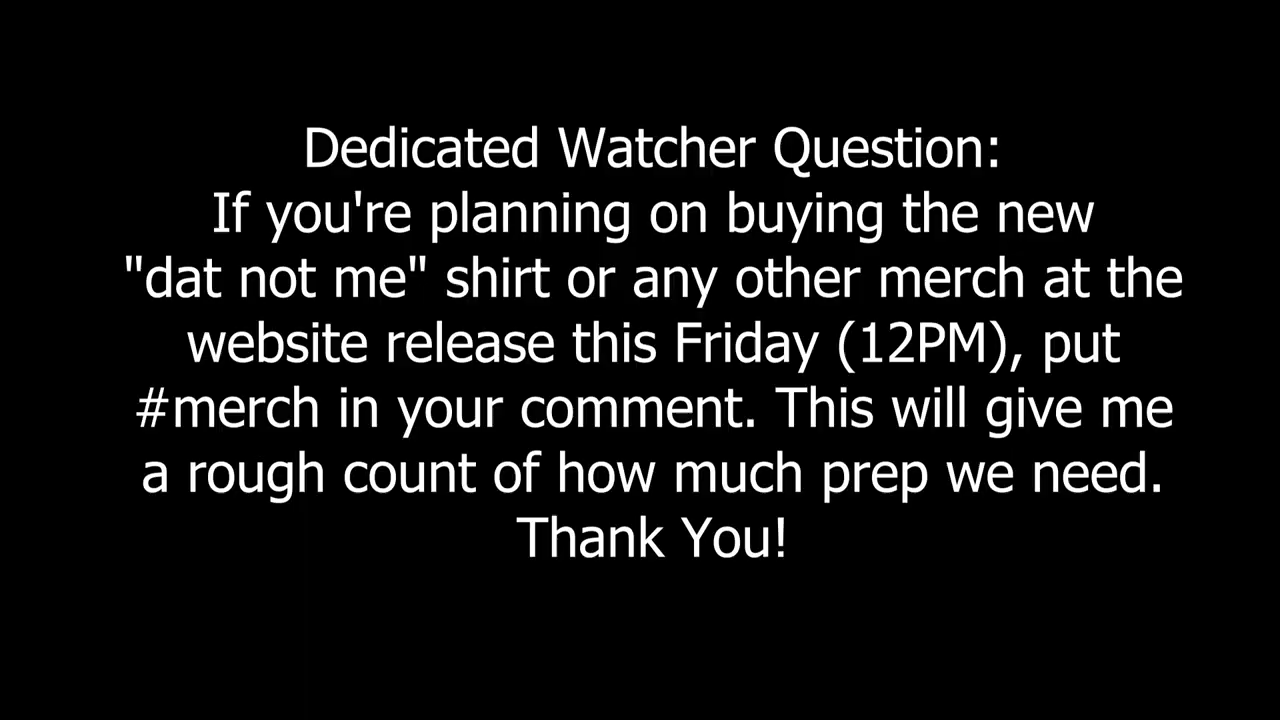 Dedicated Watcher Question:
If you're planning on buying the new
"dat not me" shirt or any other merch at the
website release this Friday (12PM), put
#merch in your comment. This will give me
a rough count of how much prep we need.
Thank You!